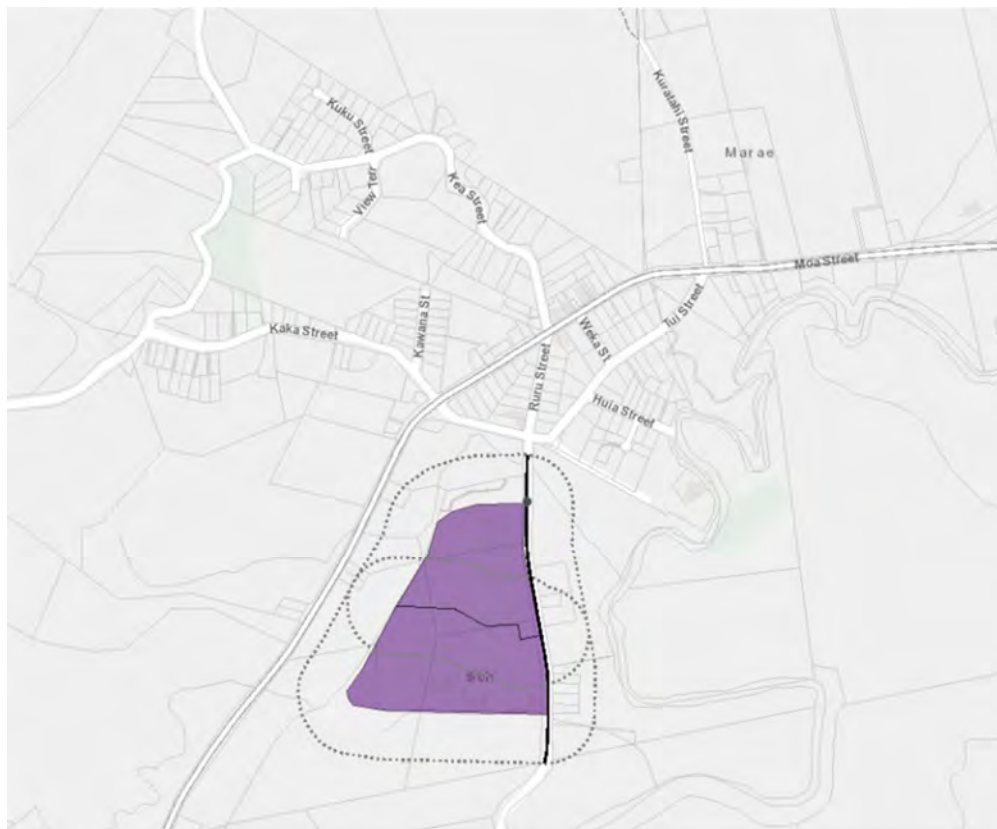 Kuku Street
Kuratahi Street
Marae
View Terr
Kea Street
Moa Street
Kaka Street
Kawana St
Weka St
Tui Street
Ruru Street
Huia Street